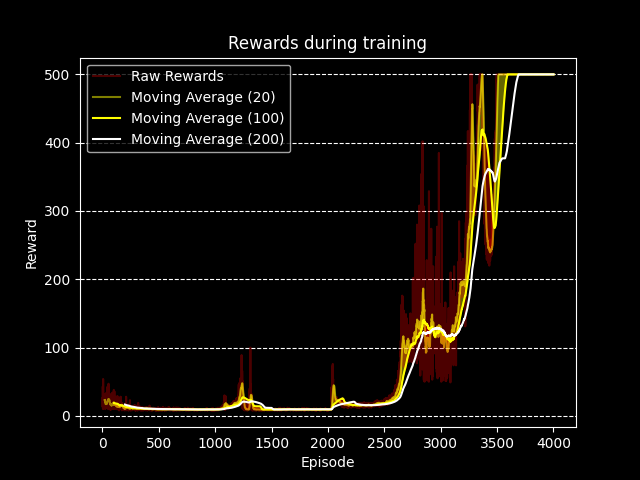 Rewards during training
500
400
300
200
100
0
Reward
Raw Rewards
Moving Average (20)
Moving Average (100)
Moving Average (200)
0
500
1000
1500
2000
2500
3000
3500
4000
Episode